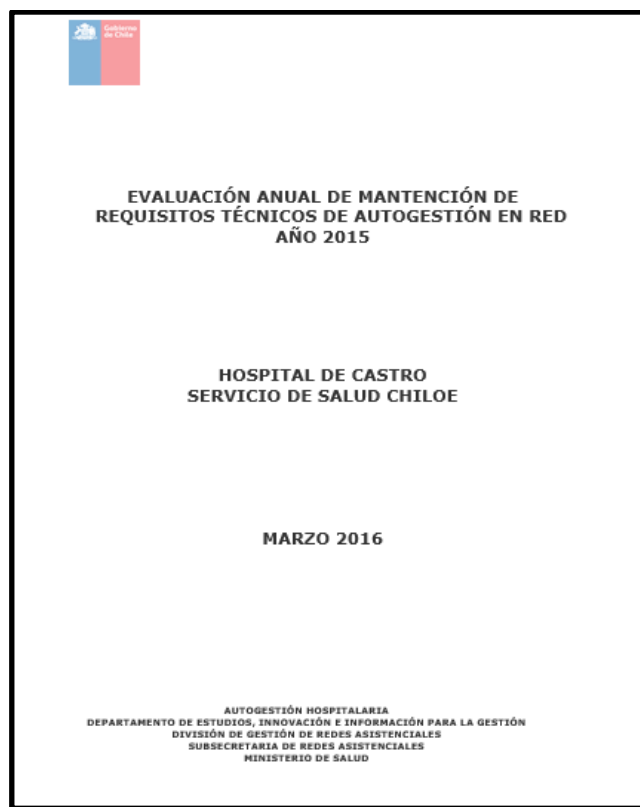 Gobierno
de Chile
EVALUACIÓN ANUAL DE MANTENCIÓN DE
REQUISITOS TÉCNICOS DE AUTOGESTIÓN EN RED
AÑO 2015
HOSPITAL DE CASTRO
SERVICIO DE SALUD CHILOE
MARZO 2016
AUTOGESTIÓN HOSPITALARIA
DEPARTAMENTO DE ESTUDIOS, INNOVACIÓN E INFORMACIÓN PARA LA GESTIÓN
DIVISIÓN DE GESTIÓN DE REDES ASISTENCIALES
SUBSECRETARIA DE REDES ASISTENCIALES
MINISTERIO DE SALUD